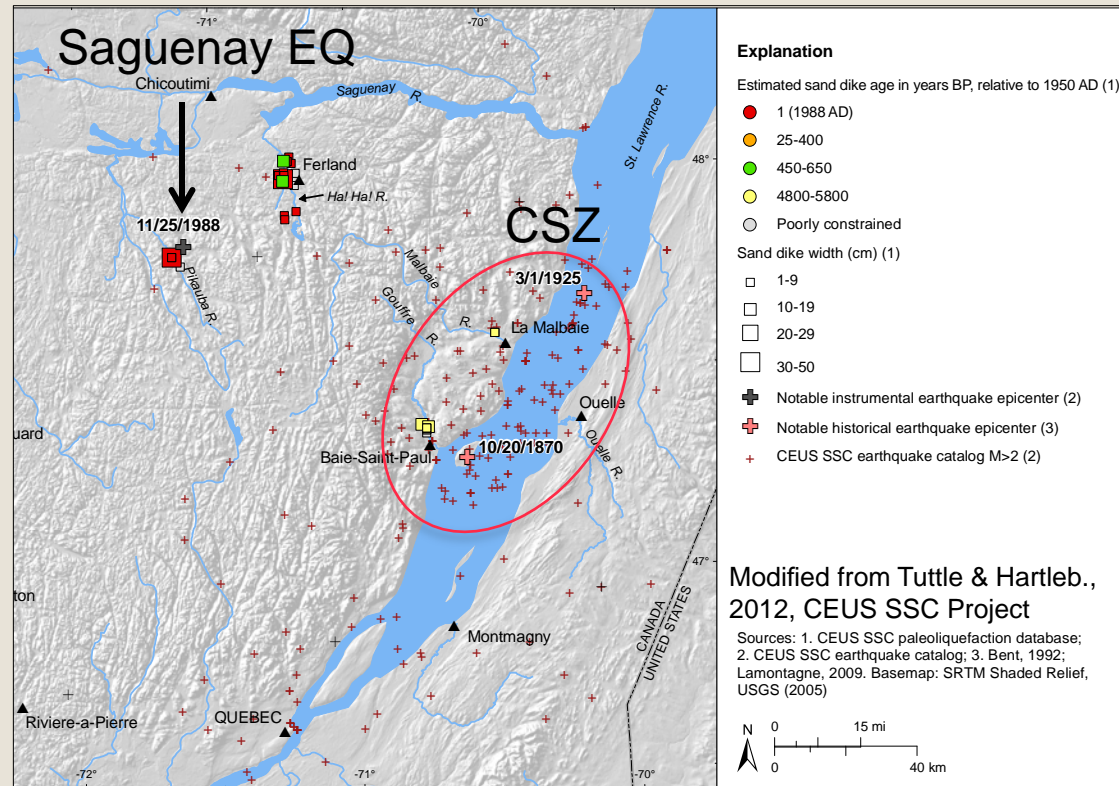 -71°
-70°
Saguenay EQ
Chicoutimi
Saguenay R.
St. Lawrence R.
48°
Ferland
Ha! Ha! R.
11/25/1988
CSZ
Pikauba R.
Malbaie R.
Gouffre R.
3/1/1925
La Malbaie
Ouelle
Ouelle R.
uard
Baie-Saint-Paul
10/20/1870
47°
ton
CANADA
UNITED STATES
Montmagny
Riviere-a-Pierre
QUEBEC
-72°
-71°
-70°
Explanation
Estimated sand dike age in years BP, relative to 1950 AD (1)
1 (1988 AD)
25-400
450-650
4800-5800
Poorly constrained
Sand dike width (cm) (1)
1-9
10-19
20-29
30-50
Notable instrumental earthquake epicenter (2)
Notable historical earthquake epicenter (3)
CEUS SSC earthquake catalog M>2 (2)
Modified from Tuttle & Hartleb.,
2012, CEUS SSC Project
Sources: 1. CEUS SSC paleoliquefaction database;
2. CEUS SSC earthquake catalog; 3. Bent, 1992;
Lamontagne, 2009. Basemap: SRTM Shaded Relief,
USGS (2005)
N
0 15 mi
0 40 km